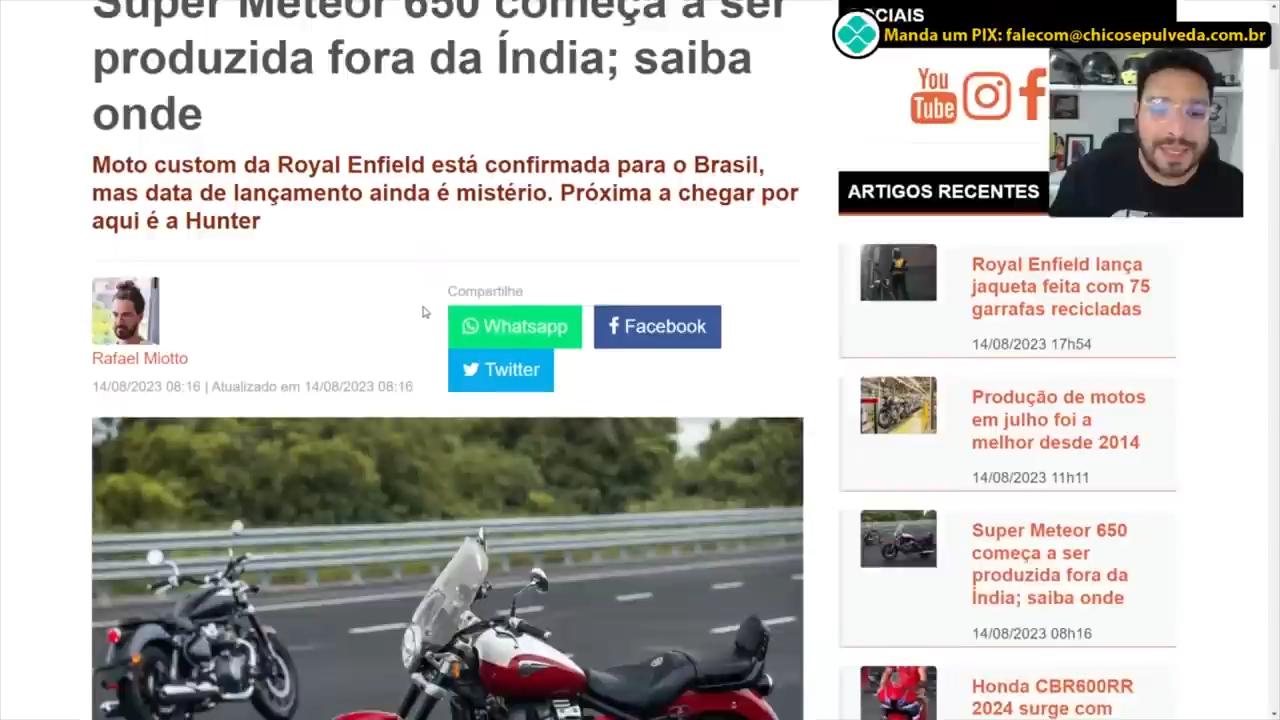 Super Meteor 650 começa a ser
produzida fora da Índia; saiba
onde
Moto custom da Royal Enfield está confirmada para o Brasil,
mas data de lançamento ainda é mistério. Próxima a chegar por
aqui é a Hunter
Rafael Miotto
14/08/2023 08:16 | Atualizado em 14/08/2023 08:16
Compartilhe
Whatsapp
Facebook
Twitter
Manda um PIX: falecom@chicosepulveda.com.br
You
Tube
ARTIGOS RECENTES
Royal Enfield lança
jaqueta feita com 75
garrafas recicladas
14/08/2023 17h54
Produção de motos
em julho foi a
melhor desde 2014
14/08/2023 11h11
Super Meteor 650
começa a ser
produzida fora da
Índia; saiba onde
14/08/2023 08h16
Honda CBR600RR
2024 surge com